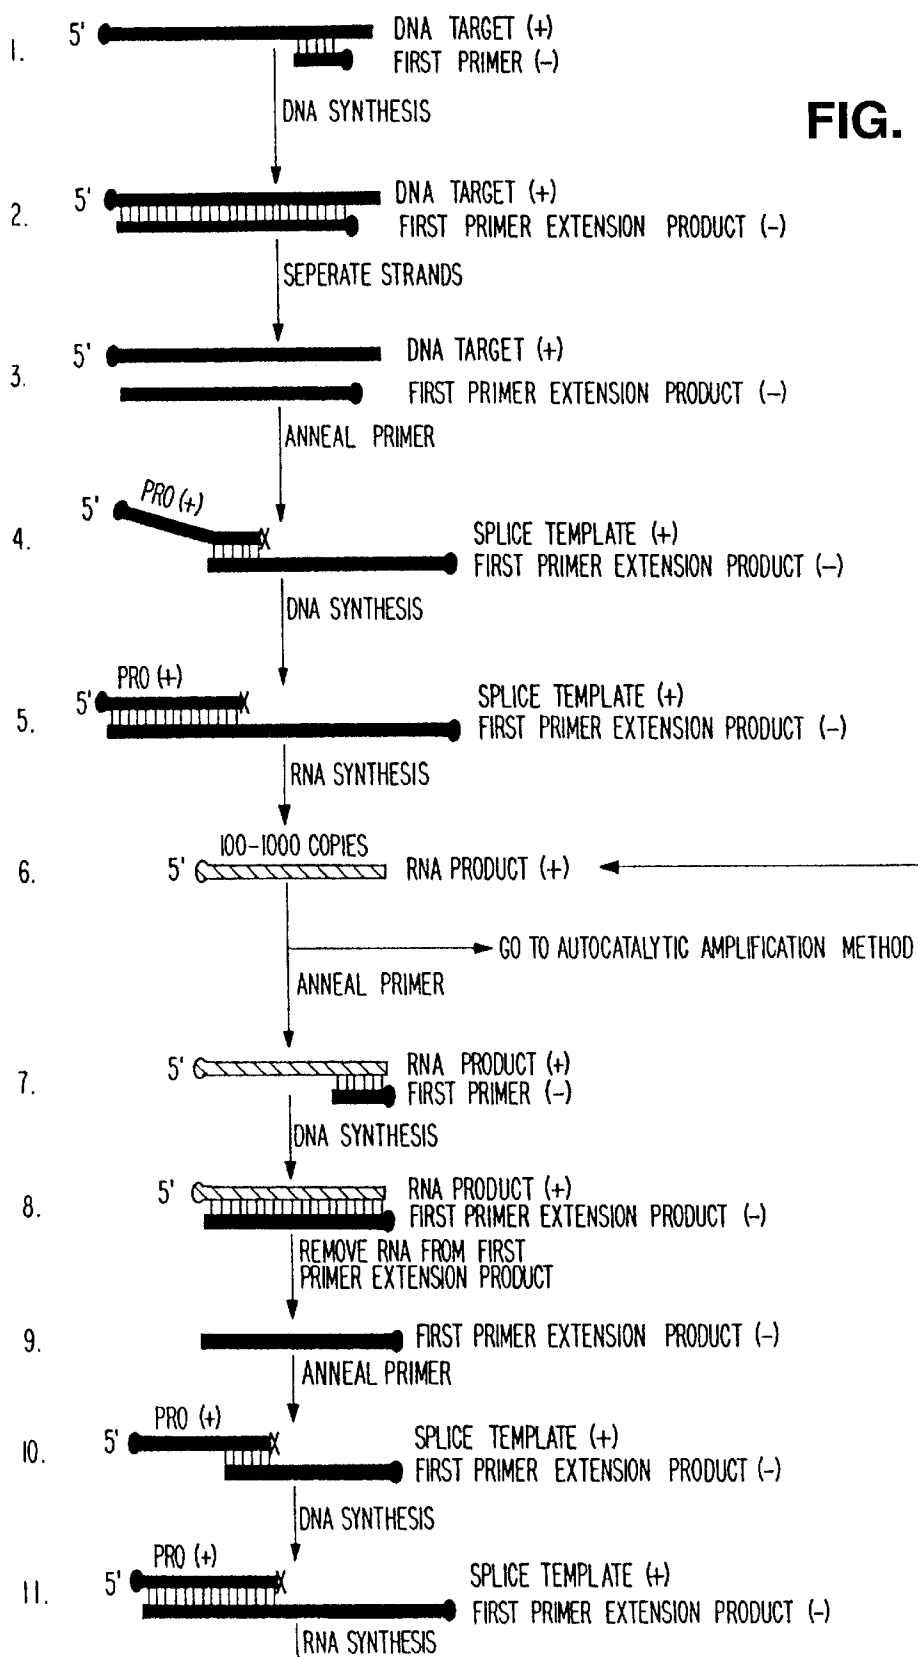 FIG.
1.
5'
DNA TARGET (+)
FIRST PRIMER (-)
DNA SYNTHESIS
2.
5'
DNA TARGET (+)
FIRST PRIMER EXTENSION PRODUCT (-)
SEPERATE STRANDS
3.
5'
DNA TARGET (+)
FIRST PRIMER EXTENSION PRODUCT (-)
ANNEAL PRIMER
4.
5'
PRO (+)
X
SPLICE TEMPLATE (+)
FIRST PRIMER EXTENSION PRODUCT (-)
DNA SYNTHESIS
5.
PRO (+)
5'
X
SPLICE TEMPLATE (+)
FIRST PRIMER EXTENSION PRODUCT (-)
RNA SYNTHESIS
100-1000 COPIES
6.
5'
RNA PRODUCT (+)
GO TO AUTOCATALYTIC AMPLIFICATION METHOD
ANNEAL PRIMER
7.
5'
RNA PRODUCT (+)
FIRST PRIMER (-)
DNA SYNTHESIS
8.
5'
RNA PRODUCT (+)
FIRST PRIMER EXTENSION PRODUCT (-)
REMOVE RNA FROM FIRST
PRIMER EXTENSION PRODUCT
9.
FIRST PRIMER EXTENSION PRODUCT (-)
ANNEAL PRIMER
10.
PRO (+)
5'
X
SPLICE TEMPLATE (+)
FIRST PRIMER EXTENSION PRODUCT (-)
DNA SYNTHESIS
11.
PRO (+)
5'
X
SPLICE TEMPLATE (+)
FIRST PRIMER EXTENSION PRODUCT (-)
RNA SYNTHESIS